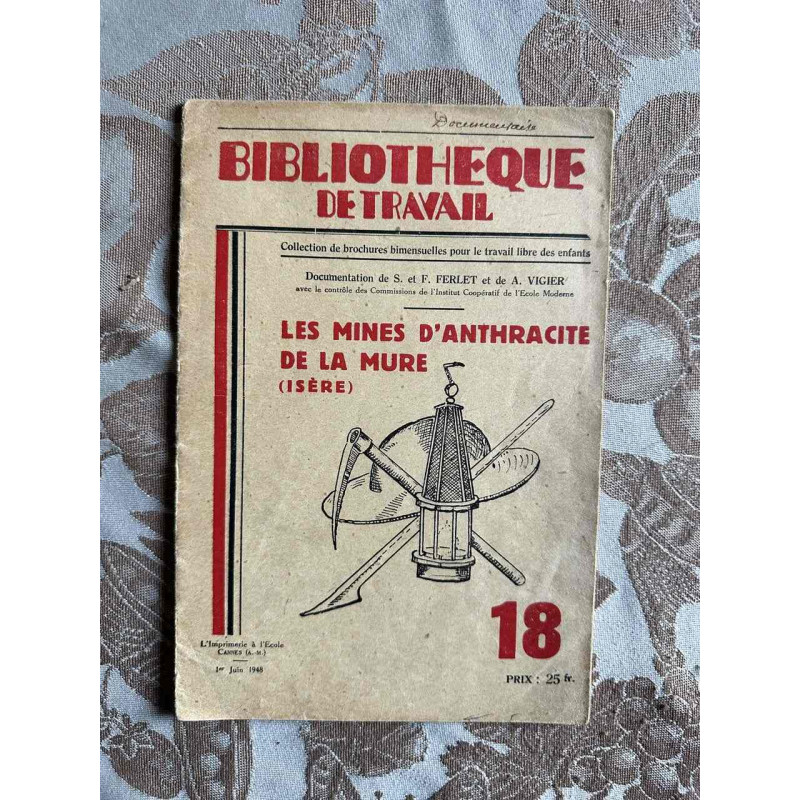 Documentaire
BIBLIOTHEQUE
DE TRAVAIL
Collection de brochures bimensuelles pour le travail libre des enfants
Documentation de S. et F. FERLET et de A. VIGIER
avec le contrôle des Commissions de l'Institut Coopératif de l'Ecole Moderne
LES MINES D'ANTHRACITE
DE LA MURE
(ISÈRE)
18
L'Imprimerie à l'Ecole
CANNES (A.-M.)
1er Juin 1948
PRIX : 25 fr.